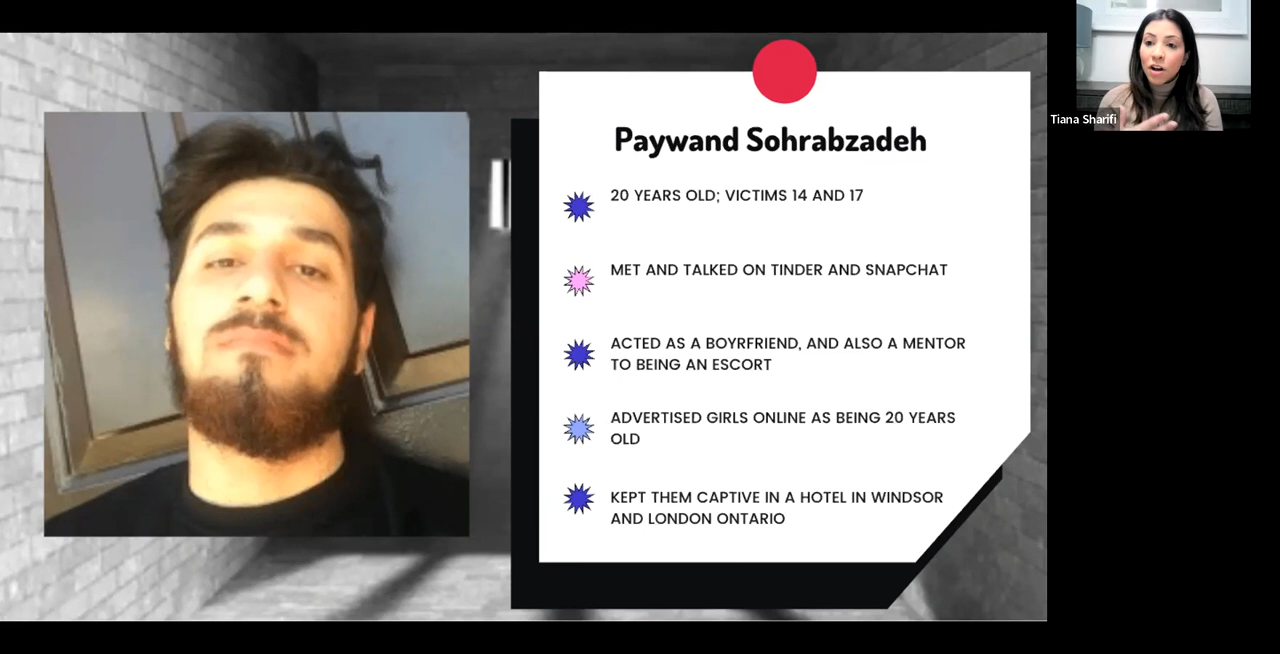 Paywand Sohrabzadeh
20 YEARS OLD; VICTIMS 14 AND 17
MET AND TALKED ON TINDER AND SNAPCHAT
ACTED AS A BOYRFRIEND, AND ALSO A MENTOR
TO BEING AN ESCORT
ADVERTISED GIRLS ONLINE AS BEING 20 YEARS
OLD
KEPT THEM CAPTIVE IN A HOTEL IN WINDSOR
AND LONDON ONTARIO
Tiana Sharifi